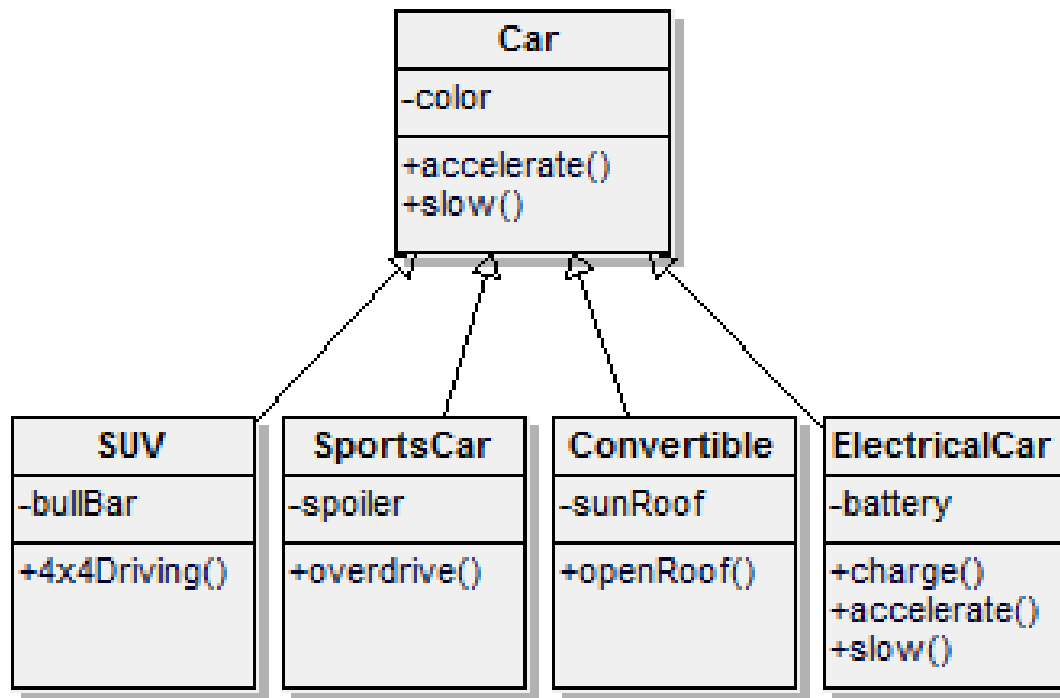 Car
-color
+accelerate()
+slow()
SUV
-bullBar
+4x4Driving()
SportsCar
-spoiler
+overdrive()
Convertible
-sunRoof
+openRoof()
ElectricalCar
-battery
+charge()
+accelerate()
+slow()